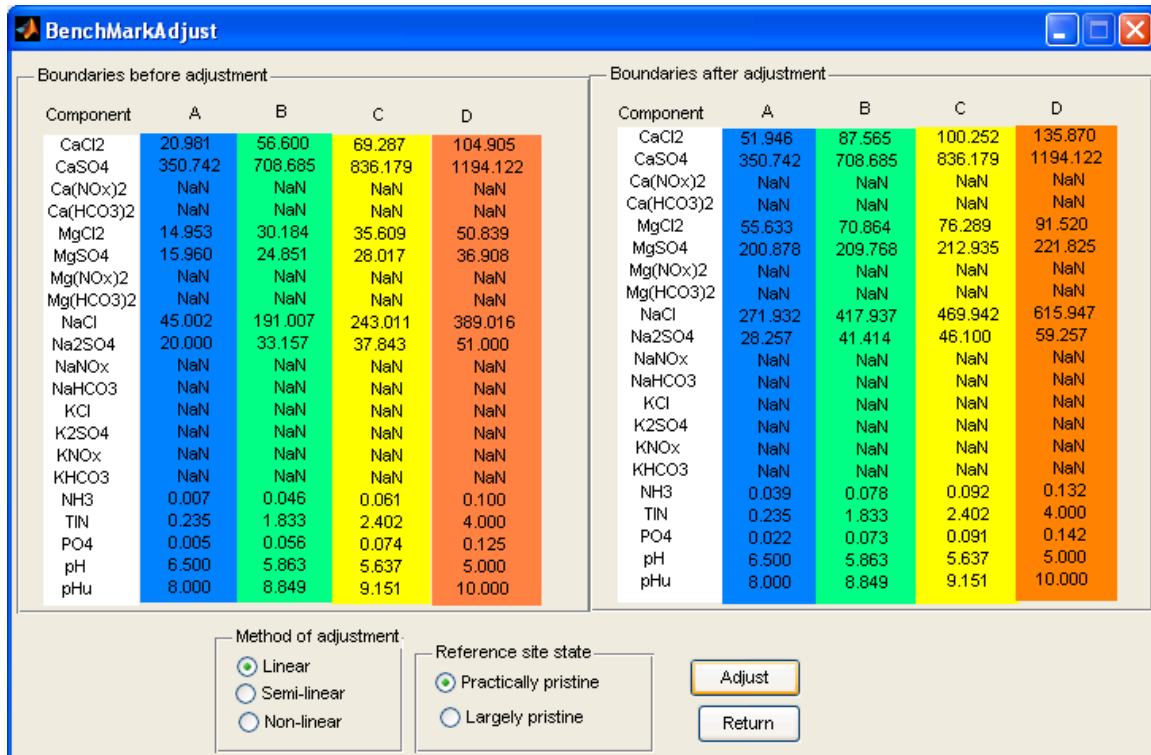 BenchMarkAdjust
Boundaries before adjustment
Component A B C D
CaCl2 20.981 56.600 69.287 104.905
CaSO4 350.742 708.685 836.179 1194.122
Ca(NOx)2 NaN NaN NaN NaN
Ca(HCO3)2 NaN NaN NaN NaN
MgCl2 14.953 30.184 35.609 50.839
MgSO4 15.960 24.851 28.017 36.908
Mg(NOx)2 NaN NaN NaN NaN
Mg(HCO3)2 NaN NaN NaN NaN
NaCl 45.002 191.007 243.011 389.016
Na2SO4 20.000 33.157 37.843 51.000
NaNOx NaN NaN NaN NaN
NaHCO3 NaN NaN NaN NaN
KCl NaN NaN NaN NaN
K2SO4 NaN NaN NaN NaN
KNOx NaN NaN NaN NaN
KHCO3 NaN NaN NaN NaN
NH3 0.007 0.046 0.061 0.100
TIN 0.235 1.833 2.402 4.000
PO4 0.005 0.056 0.074 0.125
pH 6.500 5.863 5.637 5.000
pHu 8.000 8.849 9.151 10.000
Boundaries after adjustment
Component A B C D
CaCl2 51.946 87.565 100.252 135.870
CaSO4 350.742 708.685 836.179 1194.122
Ca(NOx)2 NaN NaN NaN NaN
Ca(HCO3)2 NaN NaN NaN NaN
MgCl2 55.633 70.864 76.289 91.520
MgSO4 200.878 209.768 212.935 221.825
Mg(NOx)2 NaN NaN NaN NaN
Mg(HCO3)2 NaN NaN NaN NaN
NaCl 271.932 417.937 469.942 615.947
Na2SO4 28.257 41.414 46.100 59.257
NaNOx NaN NaN NaN NaN
NaHCO3 NaN NaN NaN NaN
KCl NaN NaN NaN NaN
K2SO4 NaN NaN NaN NaN
KNOx NaN NaN NaN NaN
KHCO3 NaN NaN NaN NaN
NH3 0.039 0.078 0.092 0.132
TIN 0.235 1.833 2.402 4.000
PO4 0.022 0.073 0.091 0.142
pH 6.500 5.863 5.637 5.000
pHu 8.000 8.849 9.151 10.000
Method of adjustment
Linear
Semi-linear
Non-linear
Reference site state
Practically pristine
Largely pristine
Adjust
Return